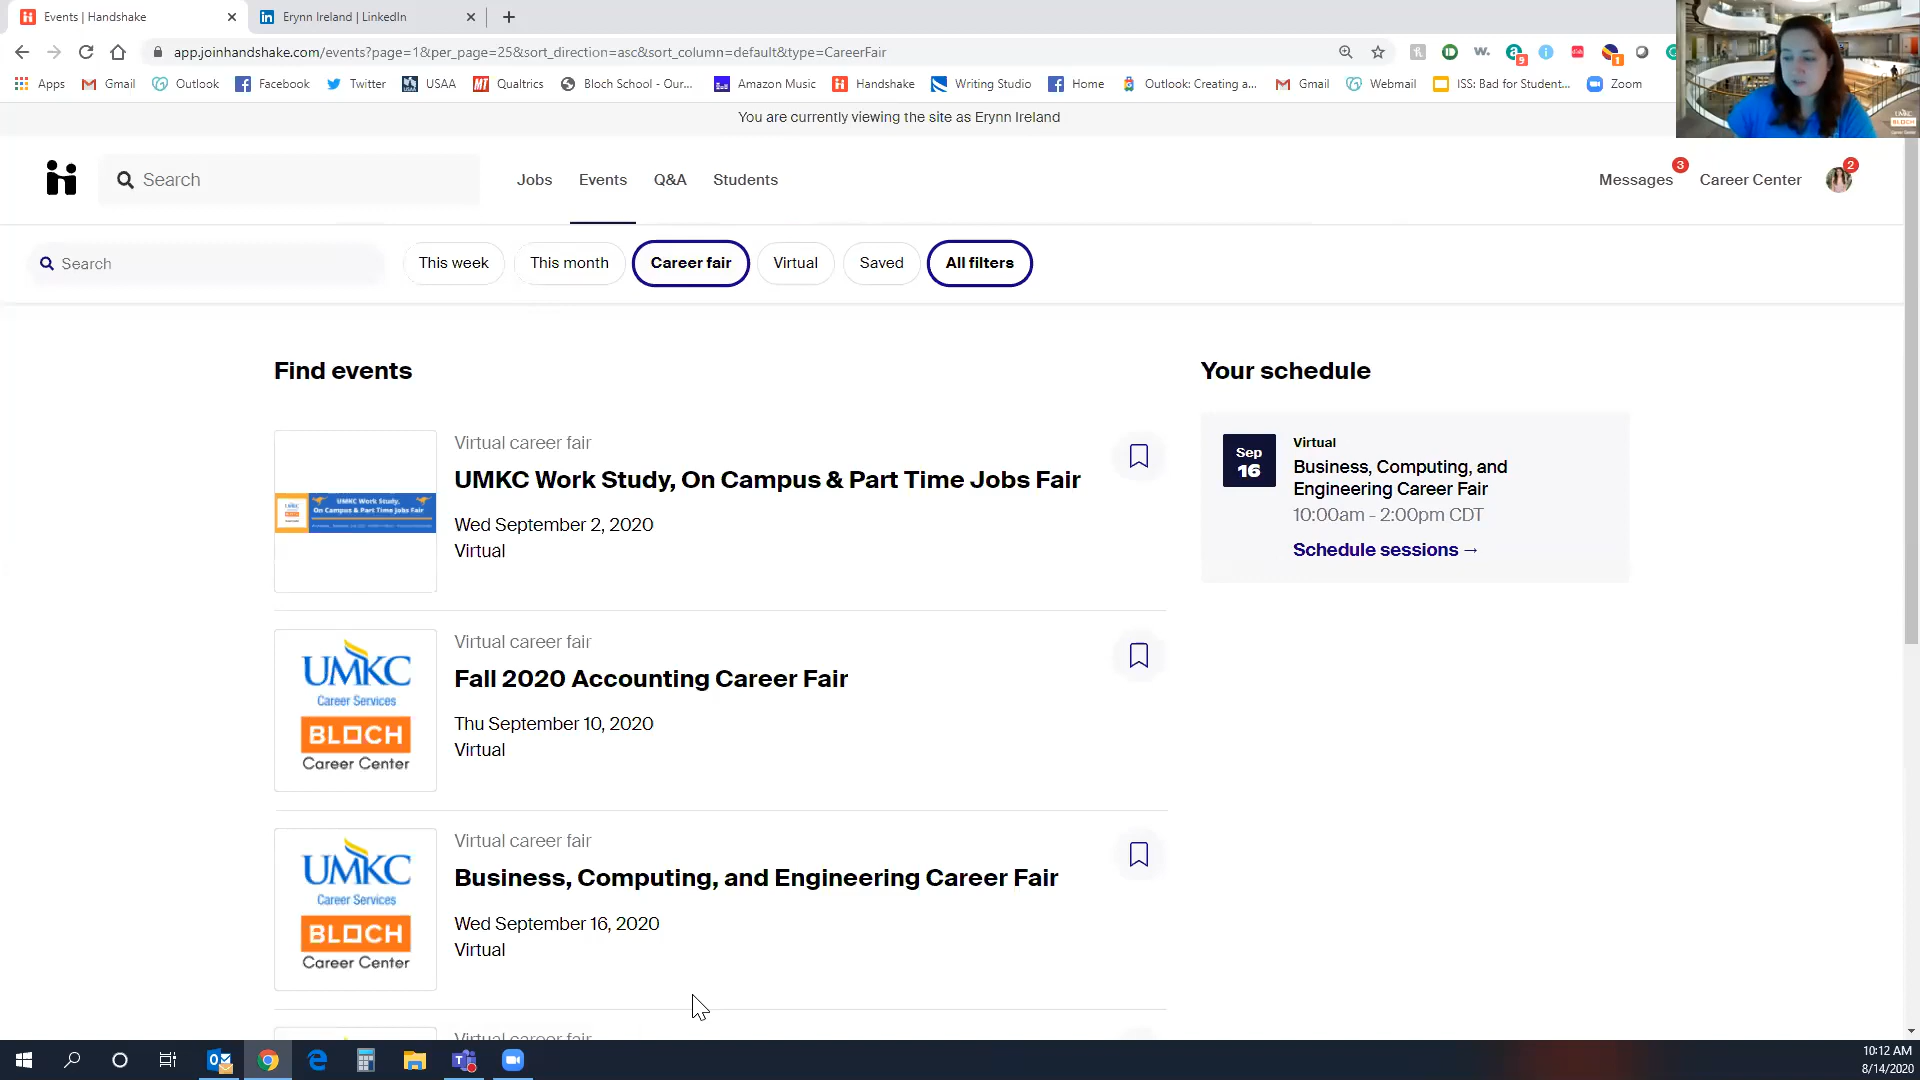 Events | Handshake
Erynn Ireland | LinkedIn
app.joinhandshake.com/events?page=1&per_page=25&sort_direction=asc&sort_column=default&type=CareerFair
Apps
Gmail
Outlook
Facebook
Twitter
USAA
Qualtrics
Bloch School - Our...
Amazon Music
Handshake
Writing Studio
Home
Outlook: Creating a...
Gmail
Webmail
ISS: Bad for Student...
Zoom
You are currently viewing the site as Erynn Ireland
Search
Jobs
Events
Q&A
Students
Messages
3
Career Center
2
Search
This week
This month
Career fair
Virtual
Saved
All filters
Find events
Your schedule
Virtual career fair
UMKC Work Study, On Campus & Part Time Jobs Fair
Wed September 2, 2020
Virtual
UMKC Work Study,
On Campus & Part Time Jobs Fair
Sep
16
Virtual
Business, Computing, and
Engineering Career Fair
10:00am - 2:00pm CDT
Schedule sessions →
UMKC
Career Services
BLOCH
Career Center
Virtual career fair
Fall 2020 Accounting Career Fair
Thu September 10, 2020
Virtual
UMKC
Career Services
BLOCH
Career Center
Virtual career fair
Business, Computing, and Engineering Career Fair
Wed September 16, 2020
Virtual
Virtual career fair
10:12 AM
8/14/2020